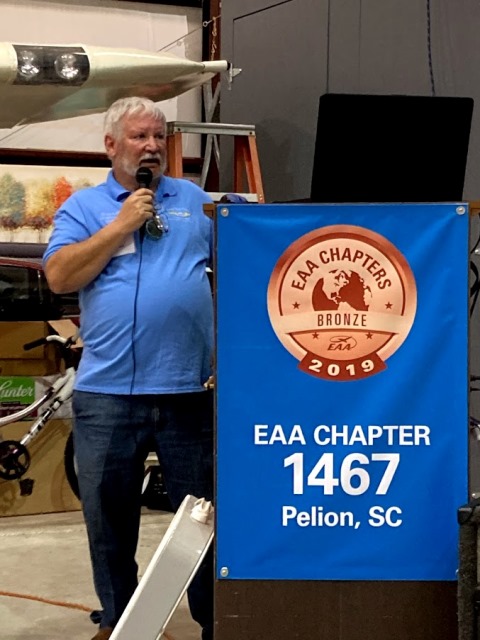 EAA CHAPTERS
BRONZE
EAA
2019
EAA CHAPTER
1467
Pelion, SC